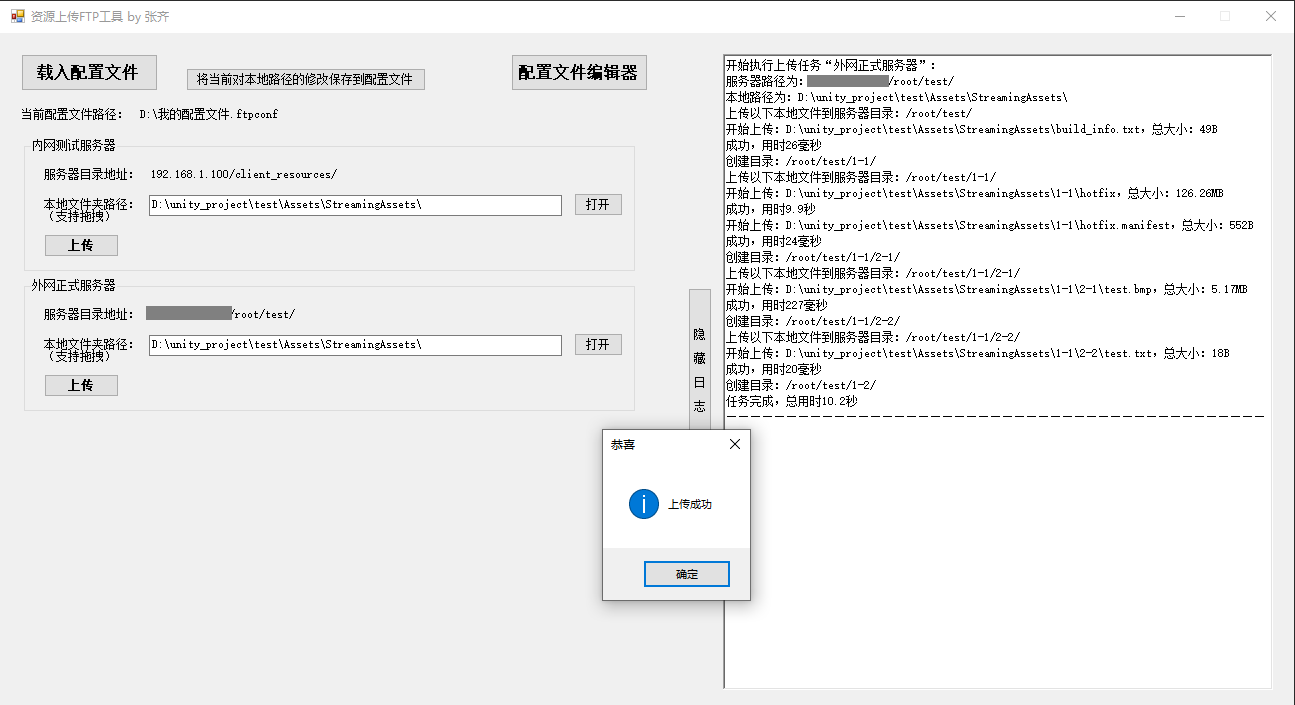 资源上传FTP工具 by 张齐
载入配置文件
将当前对本地路径的修改保存到配置文件
配置文件编辑器
当前配置文件路径： D:\我的配置文件.ftpconf
内网测试服务器
服务器目录地址： 192.168.1.100/client_resources/
本地文件夹路径：
（支持拖拽）
D:\unity_project\test\Assets\StreamingAssets\
打开
上传
外网正式服务器
服务器目录地址： /root/test/
本地文件夹路径：
（支持拖拽）
D:\unity_project\test\Assets\StreamingAssets\
打开
上传
隐
藏
日
志
开始执行上传任务“外网正式服务器”：
服务器路径为： /root/test/
本地路径为：D:\unity_project\test\Assets\StreamingAssets\
上传以下本地文件到服务器目录：/root/test/
开始上传：D:\unity_project\test\Assets\StreamingAssets\build_info.txt，总大小：49B
成功，用时26毫秒
创建目录：/root/test/1-1/
上传以下本地文件到服务器目录：/root/test/1-1/
开始上传：D:\unity_project\test\Assets\StreamingAssets\1-1\hotfix，总大小：126.26MB
成功，用时9.9秒
开始上传：D:\unity_project\test\Assets\StreamingAssets\1-1\hotfix.manifest，总大小：552B
成功，用时24毫秒
创建目录：/root/test/1-1/2-1/
上传以下本地文件到服务器目录：/root/test/1-1/2-1/
开始上传：D:\unity_project\test\Assets\StreamingAssets\1-1\2-1\test.bmp，总大小：5.17MB
成功，用时227毫秒
创建目录：/root/test/1-1/2-2/
上传以下本地文件到服务器目录：/root/test/1-1/2-2/
开始上传：D:\unity_project\test\Assets\StreamingAssets\1-1\2-2\test.txt，总大小：18B
成功，用时20毫秒
创建目录：/root/test/1-2/
任务完成，总用时10.2秒
恭喜
上传成功
确定